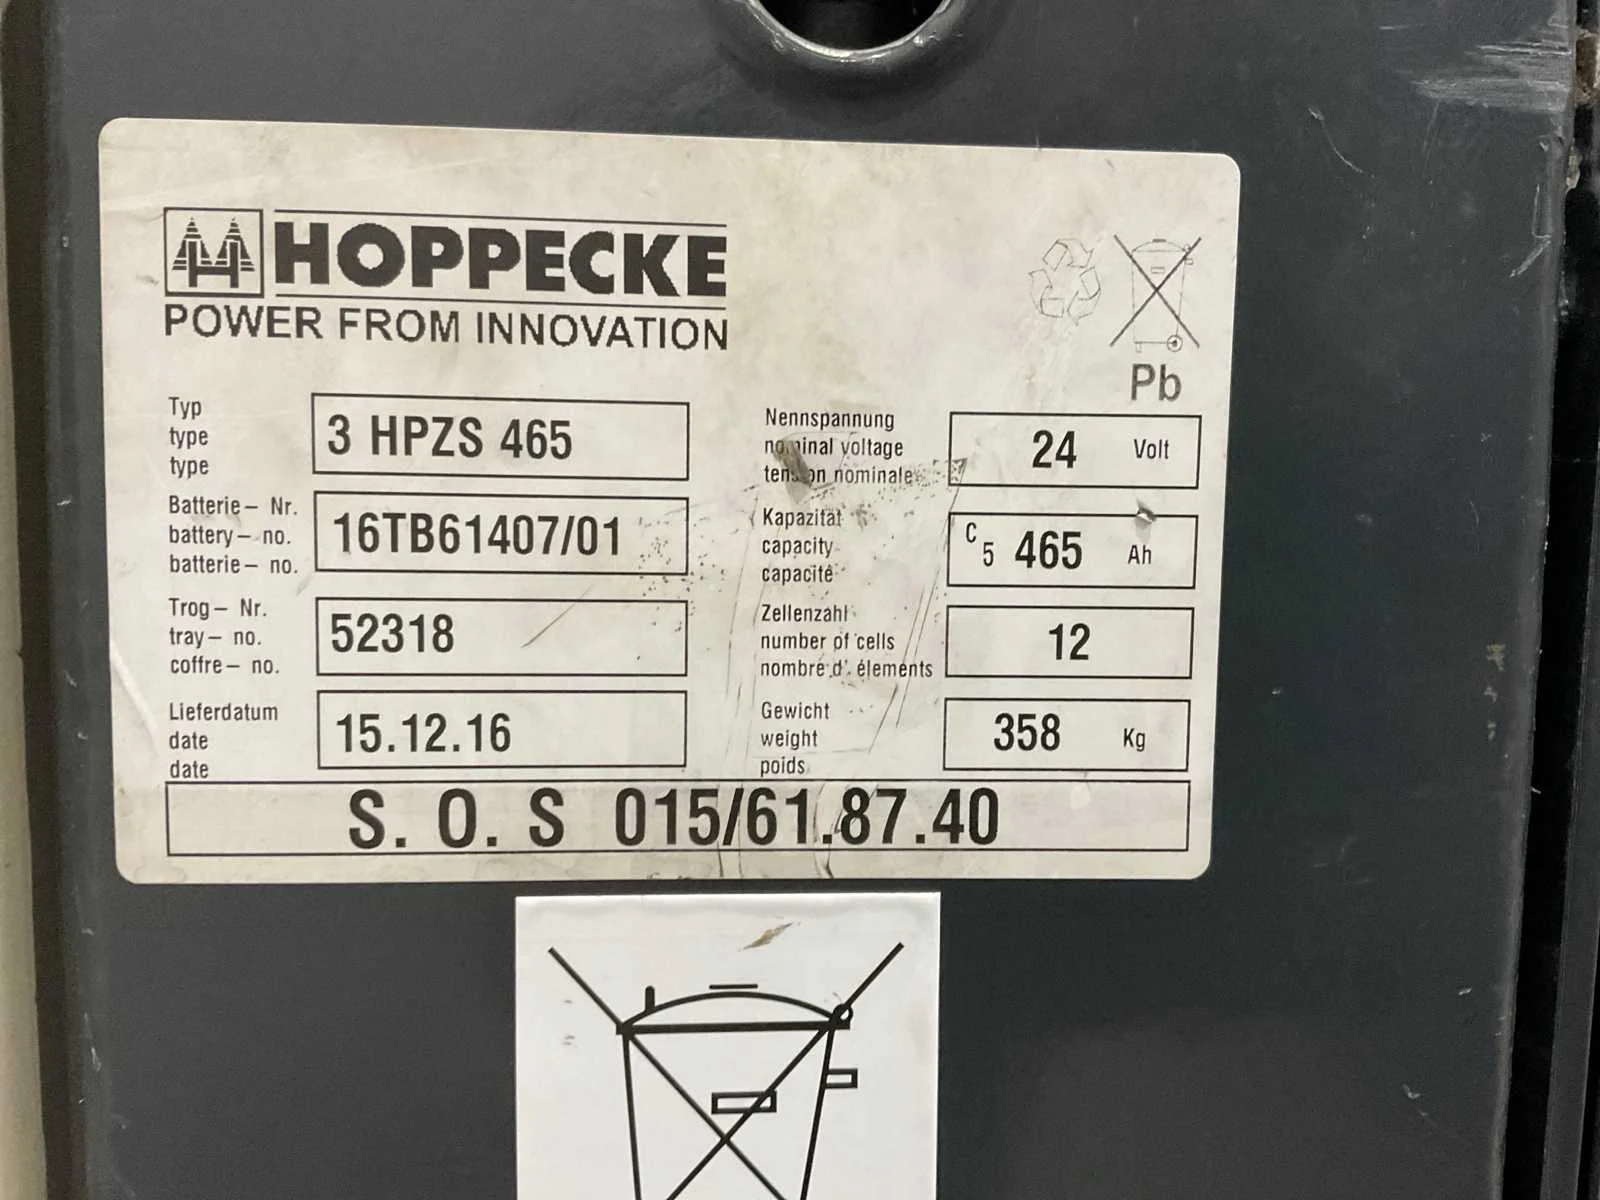 HOPPECKE
POWER FROM INNOVATION
Pb
Typ
type
type
3 HPZS 465
Batterie – Nr.
battery – no.
batterie – no.
16TB61407/01
Trog – Nr.
tray – no.
coffre – no.
52318
Lieferdatum
date
date
15.12.16
Nennspannung
nominal voltage
tension nominale
24 Volt
Kapazität
capacity
capacité
C5 465 Ah
Zellenzahl
number of cells
nombre d'. élements
12
Gewicht
weight
poids
358 Kg
S. O. S 015/61.87.40